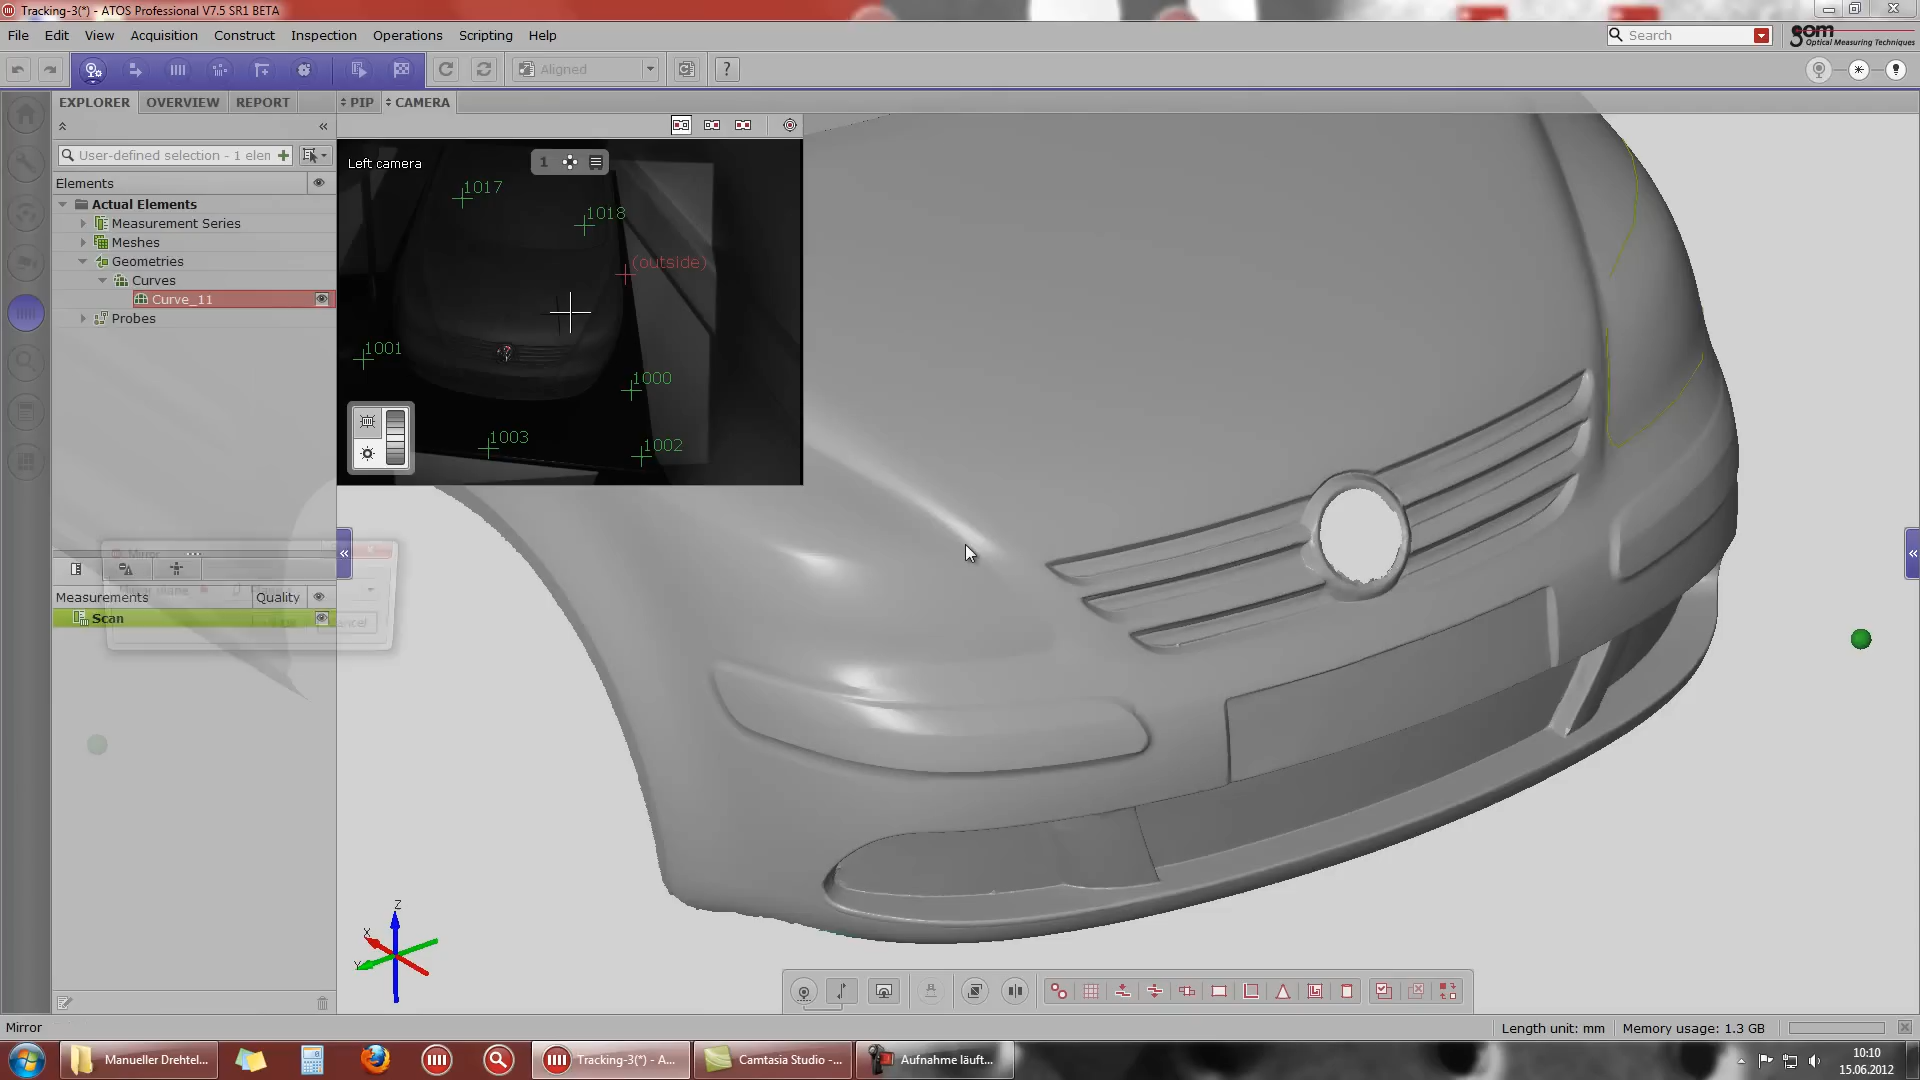 Tracking-3(*) - ATOS Professional V7.5 SR1 BETA
File Edit View Acquisition Construct Inspection Operations Scripting Help
Search
gom
Optical Measuring Techniques
Aligned
?
EXPLORER OVERVIEW REPORT PIP CAMERA
User-defined selection - 1 elen
Left camera
1
Elements
Actual Elements
Measurement Series
Meshes
Geometries
Curves
Curve_11
Probes
1017
1018
(outside)
1001
1000
1003
1002
Mirror
Measurements Quality
Scan
Z
X
Y
Mirror
Length unit: mm Memory usage: 1.3 GB
Manueller Drehtel...
Tracking-3(*) - A...
Camtasia Studio -...
Aufnahme läuft...
10:10
15.06.2012